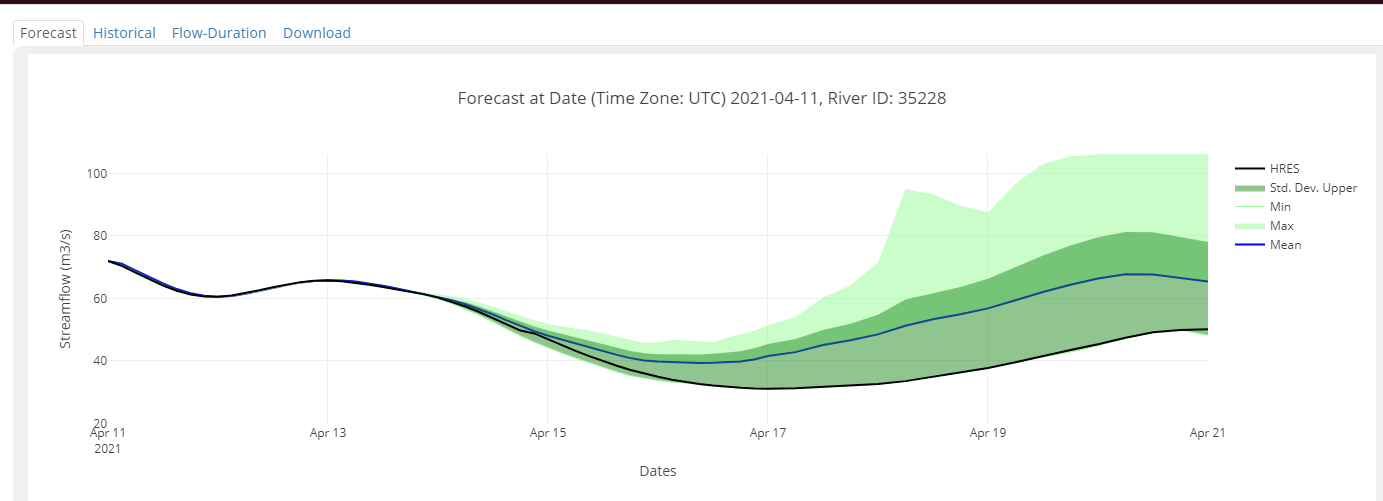 Forecast Historical Flow-Duration Download
Forecast at Date (Time Zone: UTC) 2021-04-11, River ID: 35228
Streamflow (m3/s)
100
80
60
40
20
Apr 11 Apr 13 Apr 15 Apr 17 Apr 19 Apr 21
2021
Dates
HRES
Std. Dev. Upper
Min
Max
Mean